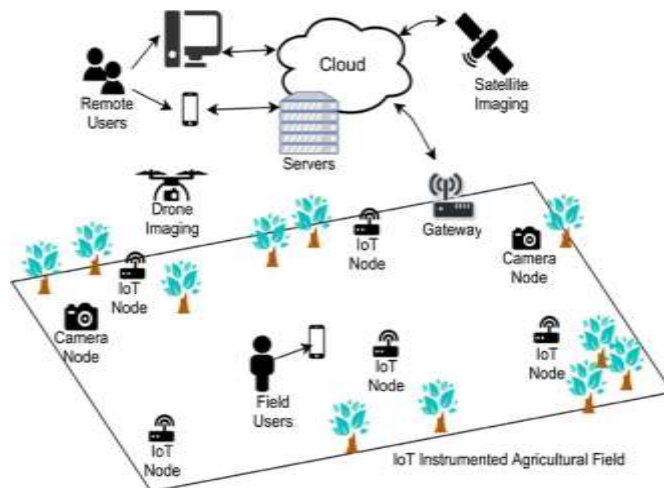 Cloud
Satellite
Imaging
Remote
Users
Servers
Drone
Imaging
Gateway
IoT
Node
IoT
Node
Camera
Node
Camera
Node
IoT
Node
IoT
Node
Field
Users
IoT
Node
IoT Instrumented Agricultural Field